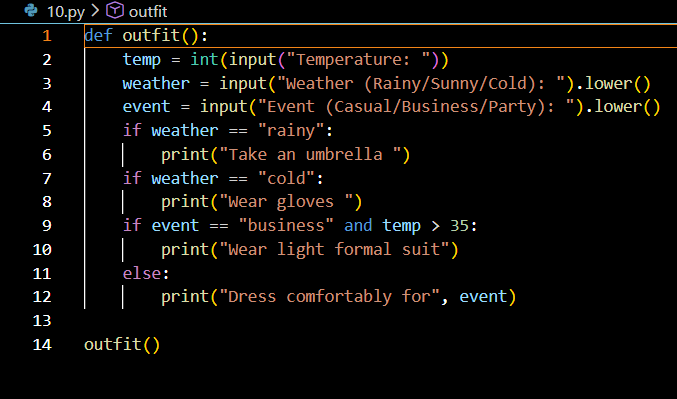 10.py > outfit
1 def outfit():
2     temp = int(input("Temperature: "))
3     weather = input("Weather (Rainy/Sunny/Cold): ").lower()
4     event = input("Event (Casual/Business/Party): ").lower()
5     if weather == "rainy":
6         print("Take an umbrella ")
7     if weather == "cold":
8         print("Wear gloves ")
9     if event == "business" and temp > 35:
10         print("Wear light formal suit")
11     else:
12         print("Dress comfortably for", event)
13
14 outfit()